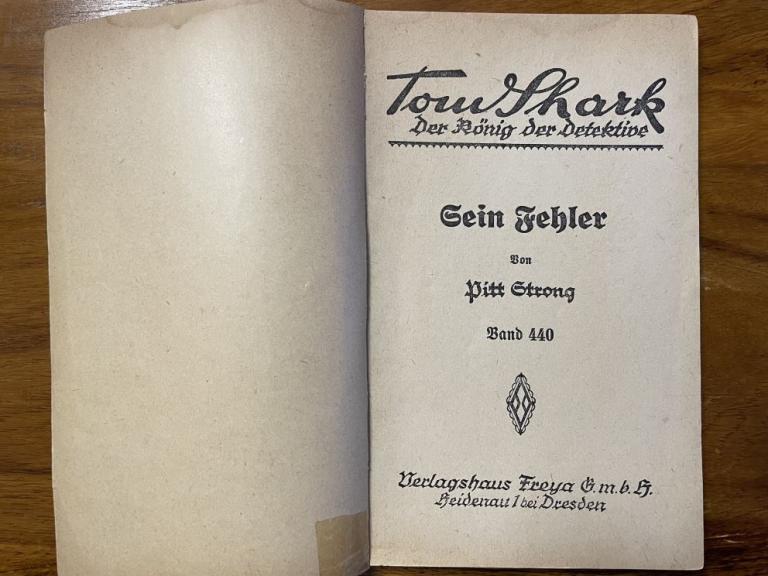 Tom Shark
Der König der Detektive
Sein Fehler
Von
Pitt Strong
Band 440
Verlagshaus Freya G.m.b.H.
Heidenau 1 bei Dresden